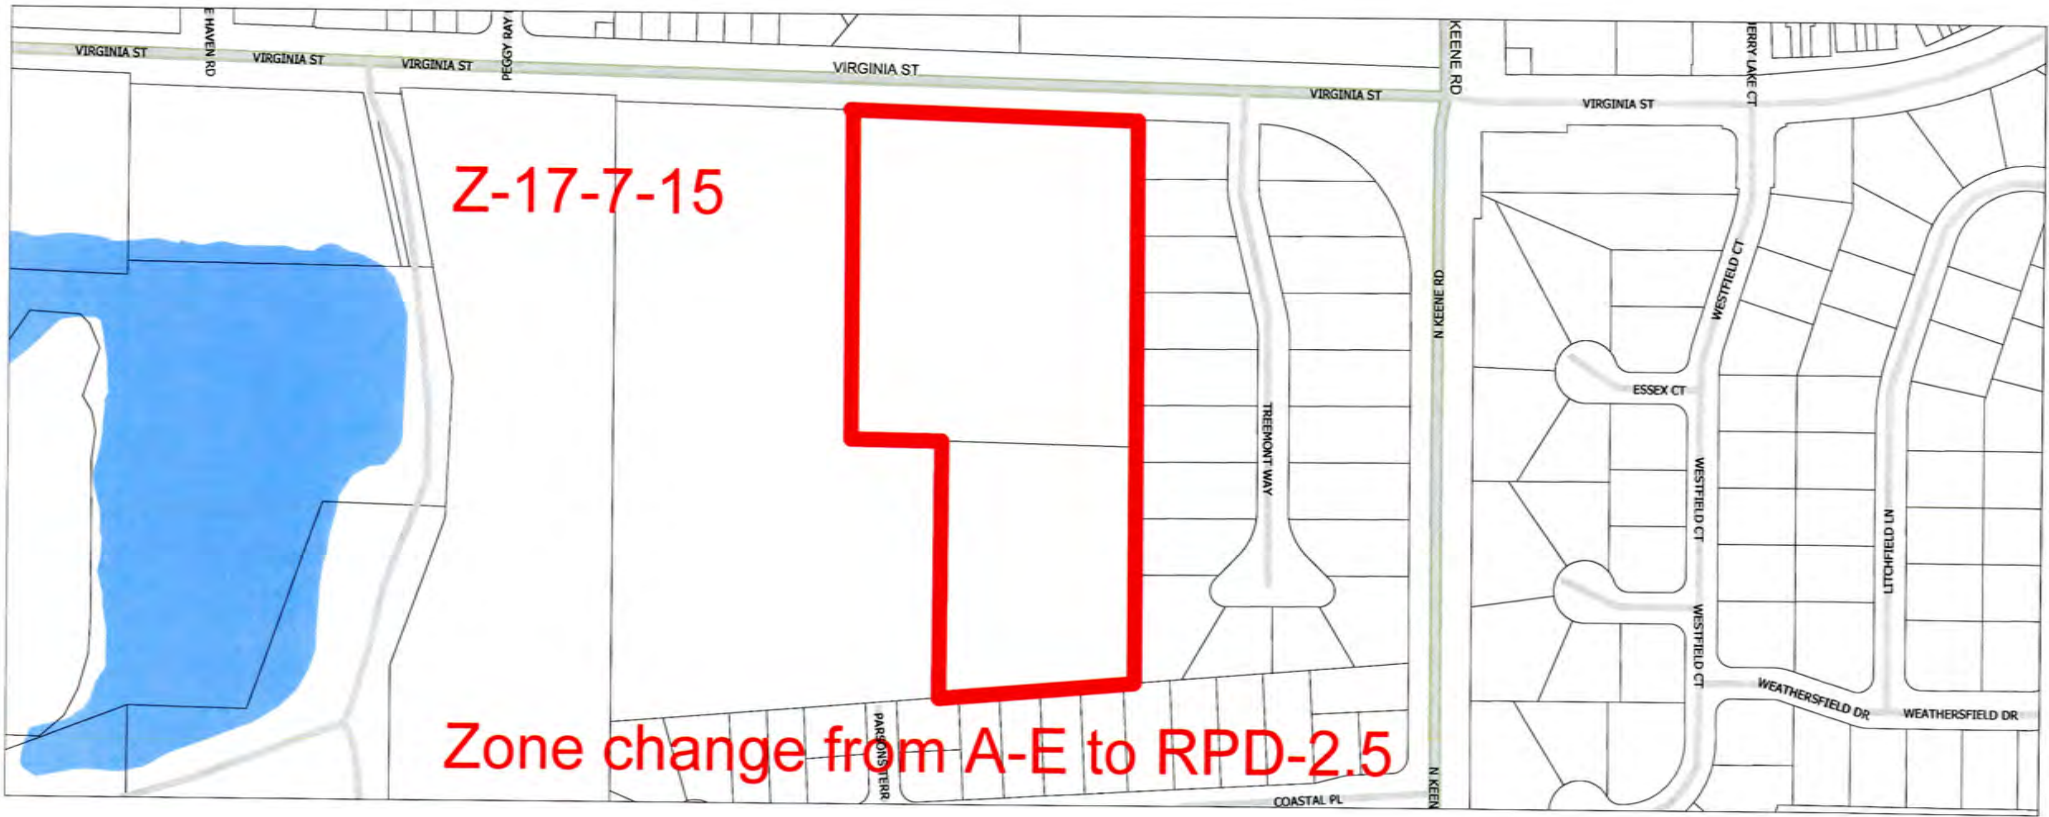 E HAVEN RD
PEGGY RAY
KEENE RD
JERRY LAKE CT
VIRGINIA ST
VIRGINIA ST
VIRGINIA ST
VIRGINIA ST
VIRGINIA ST
VIRGINIA ST
Z-17-7-15
N KEENE RD
WESTFIELD CT
ESSEX CT
TREEMONT WAY
WESTFIELD CT
LITCHFIELD LN
WESTFIELD CT
WEATHERSFIELD DR
WEATHERSFIELD DR
PARSONS TERR
Zone change from A-E to RPD-2.5
COASTAL PL
N KEEN